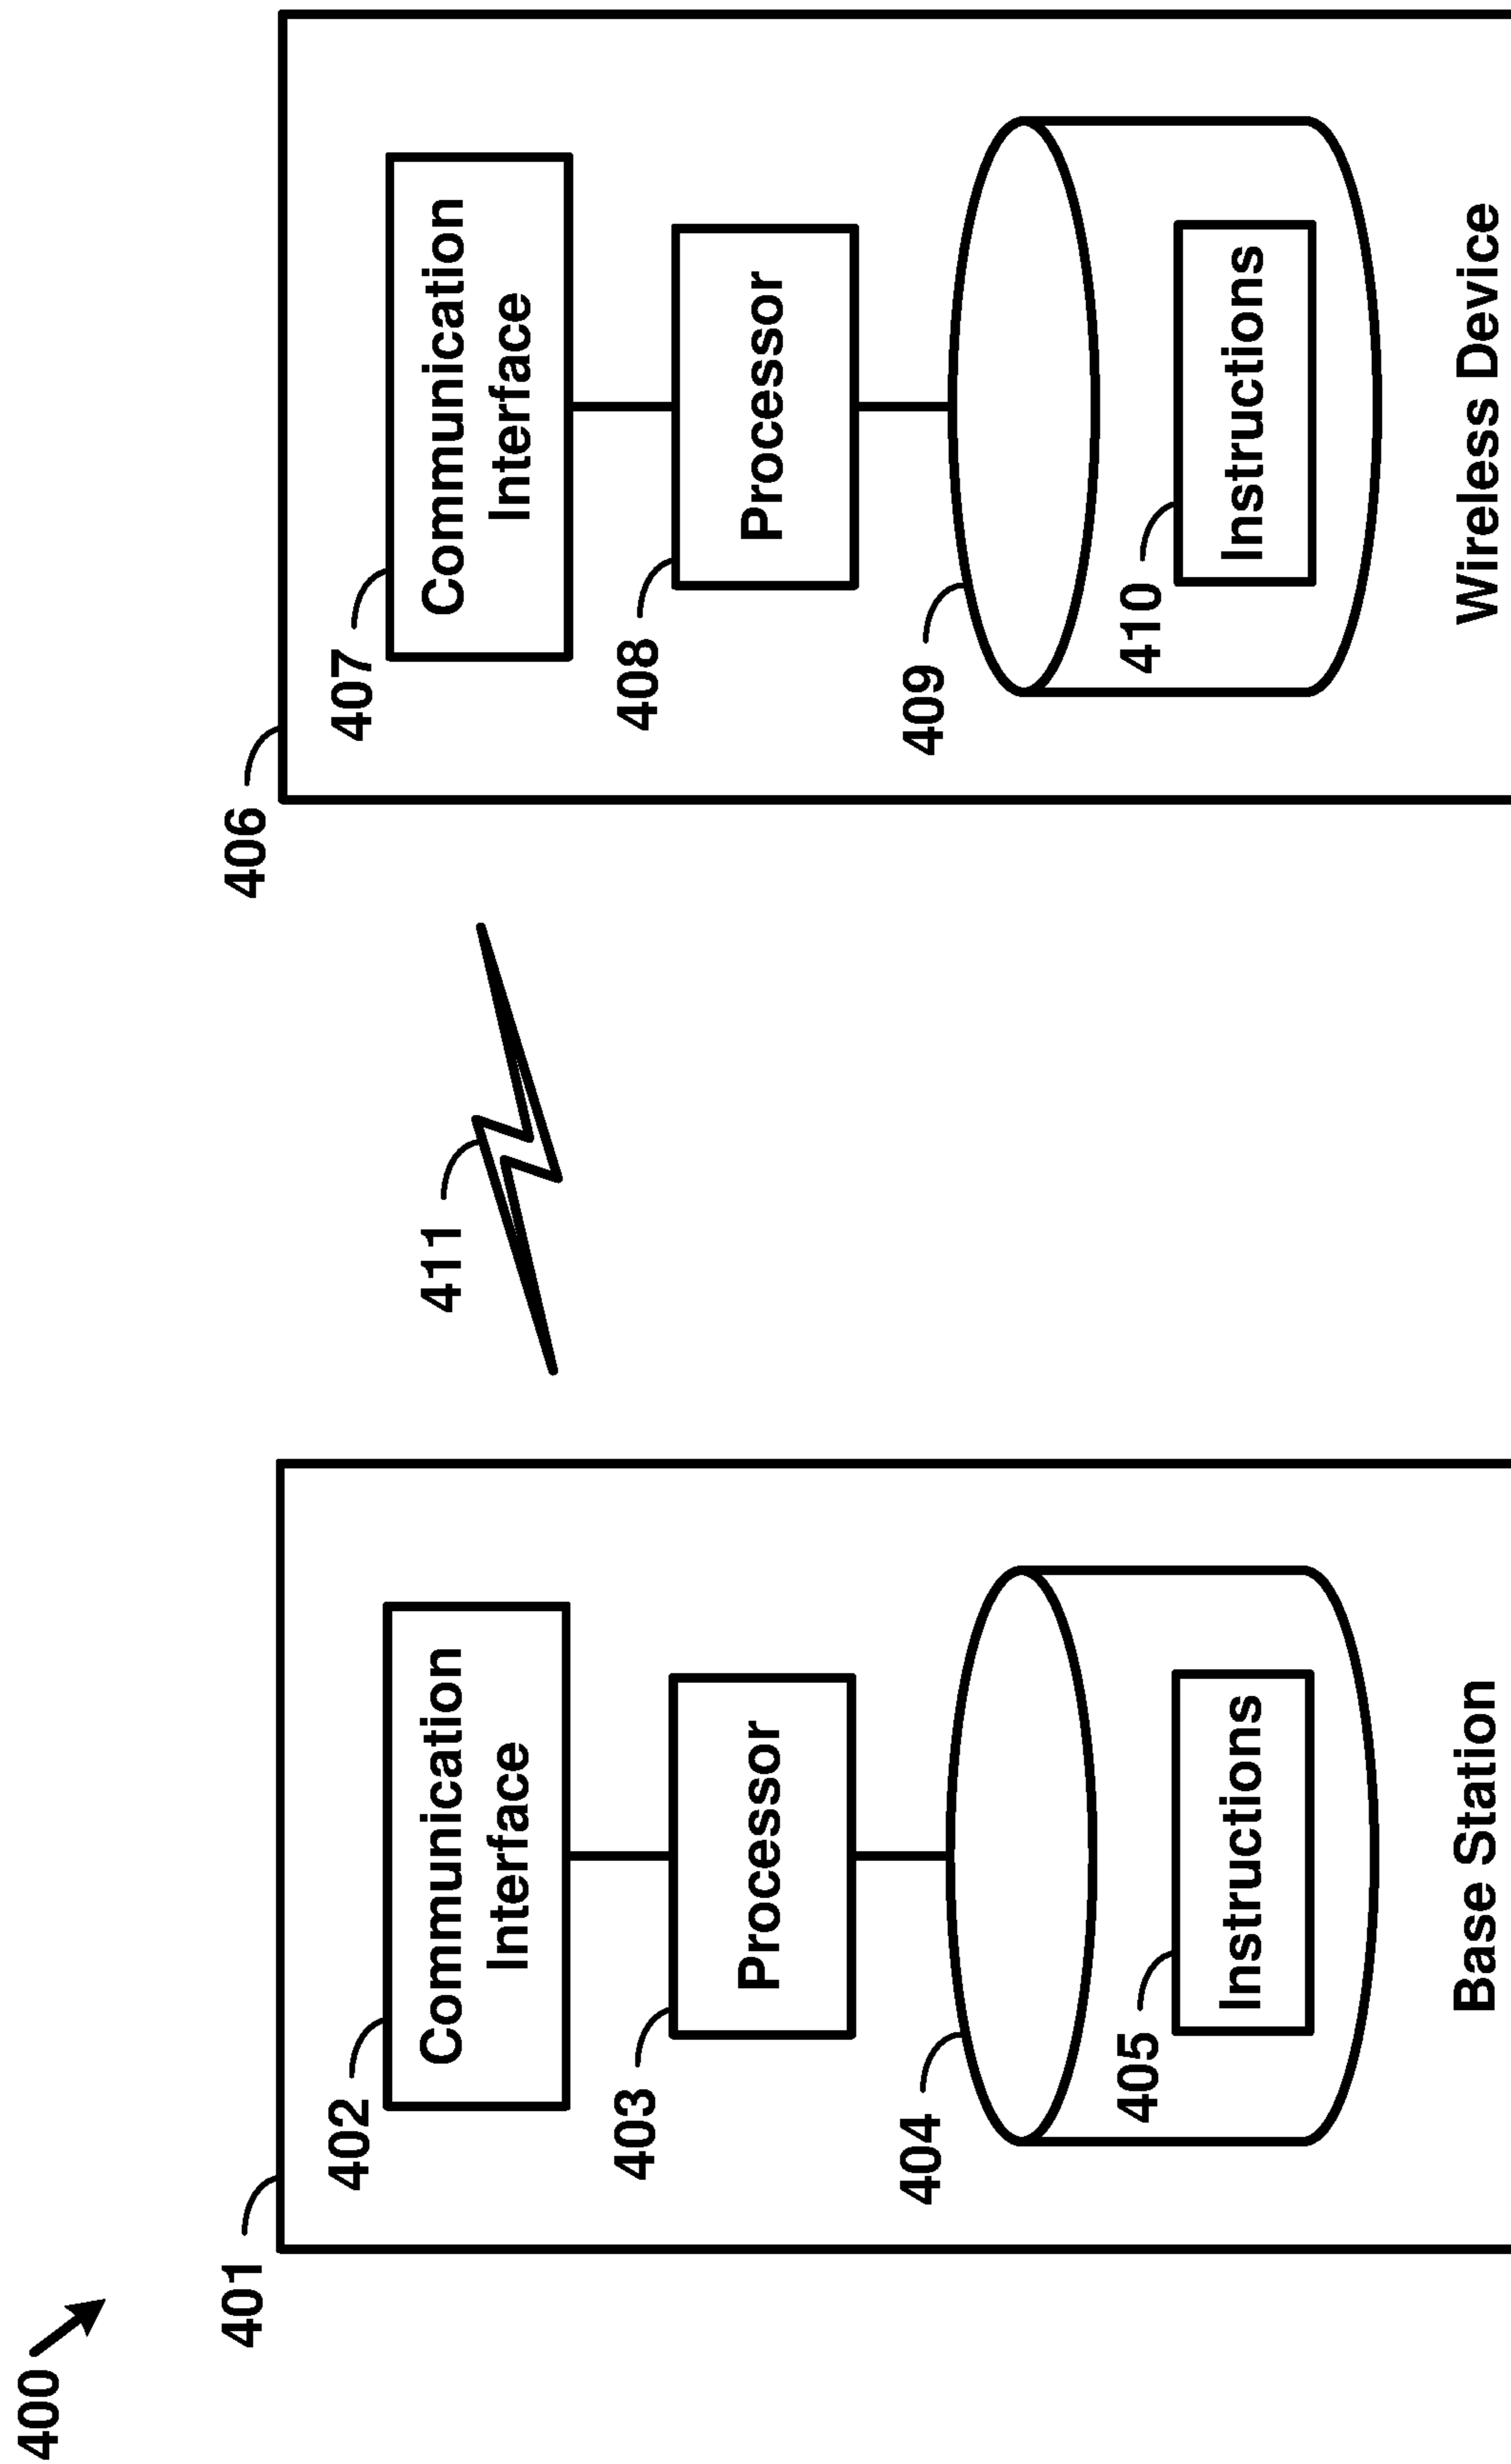 400
401
402
Communication
Interface
403
Processor
404
405
Instructions
Base Station
411
406
407
Communication
Interface
408
Processor
409
410
Instructions
Wireless Device